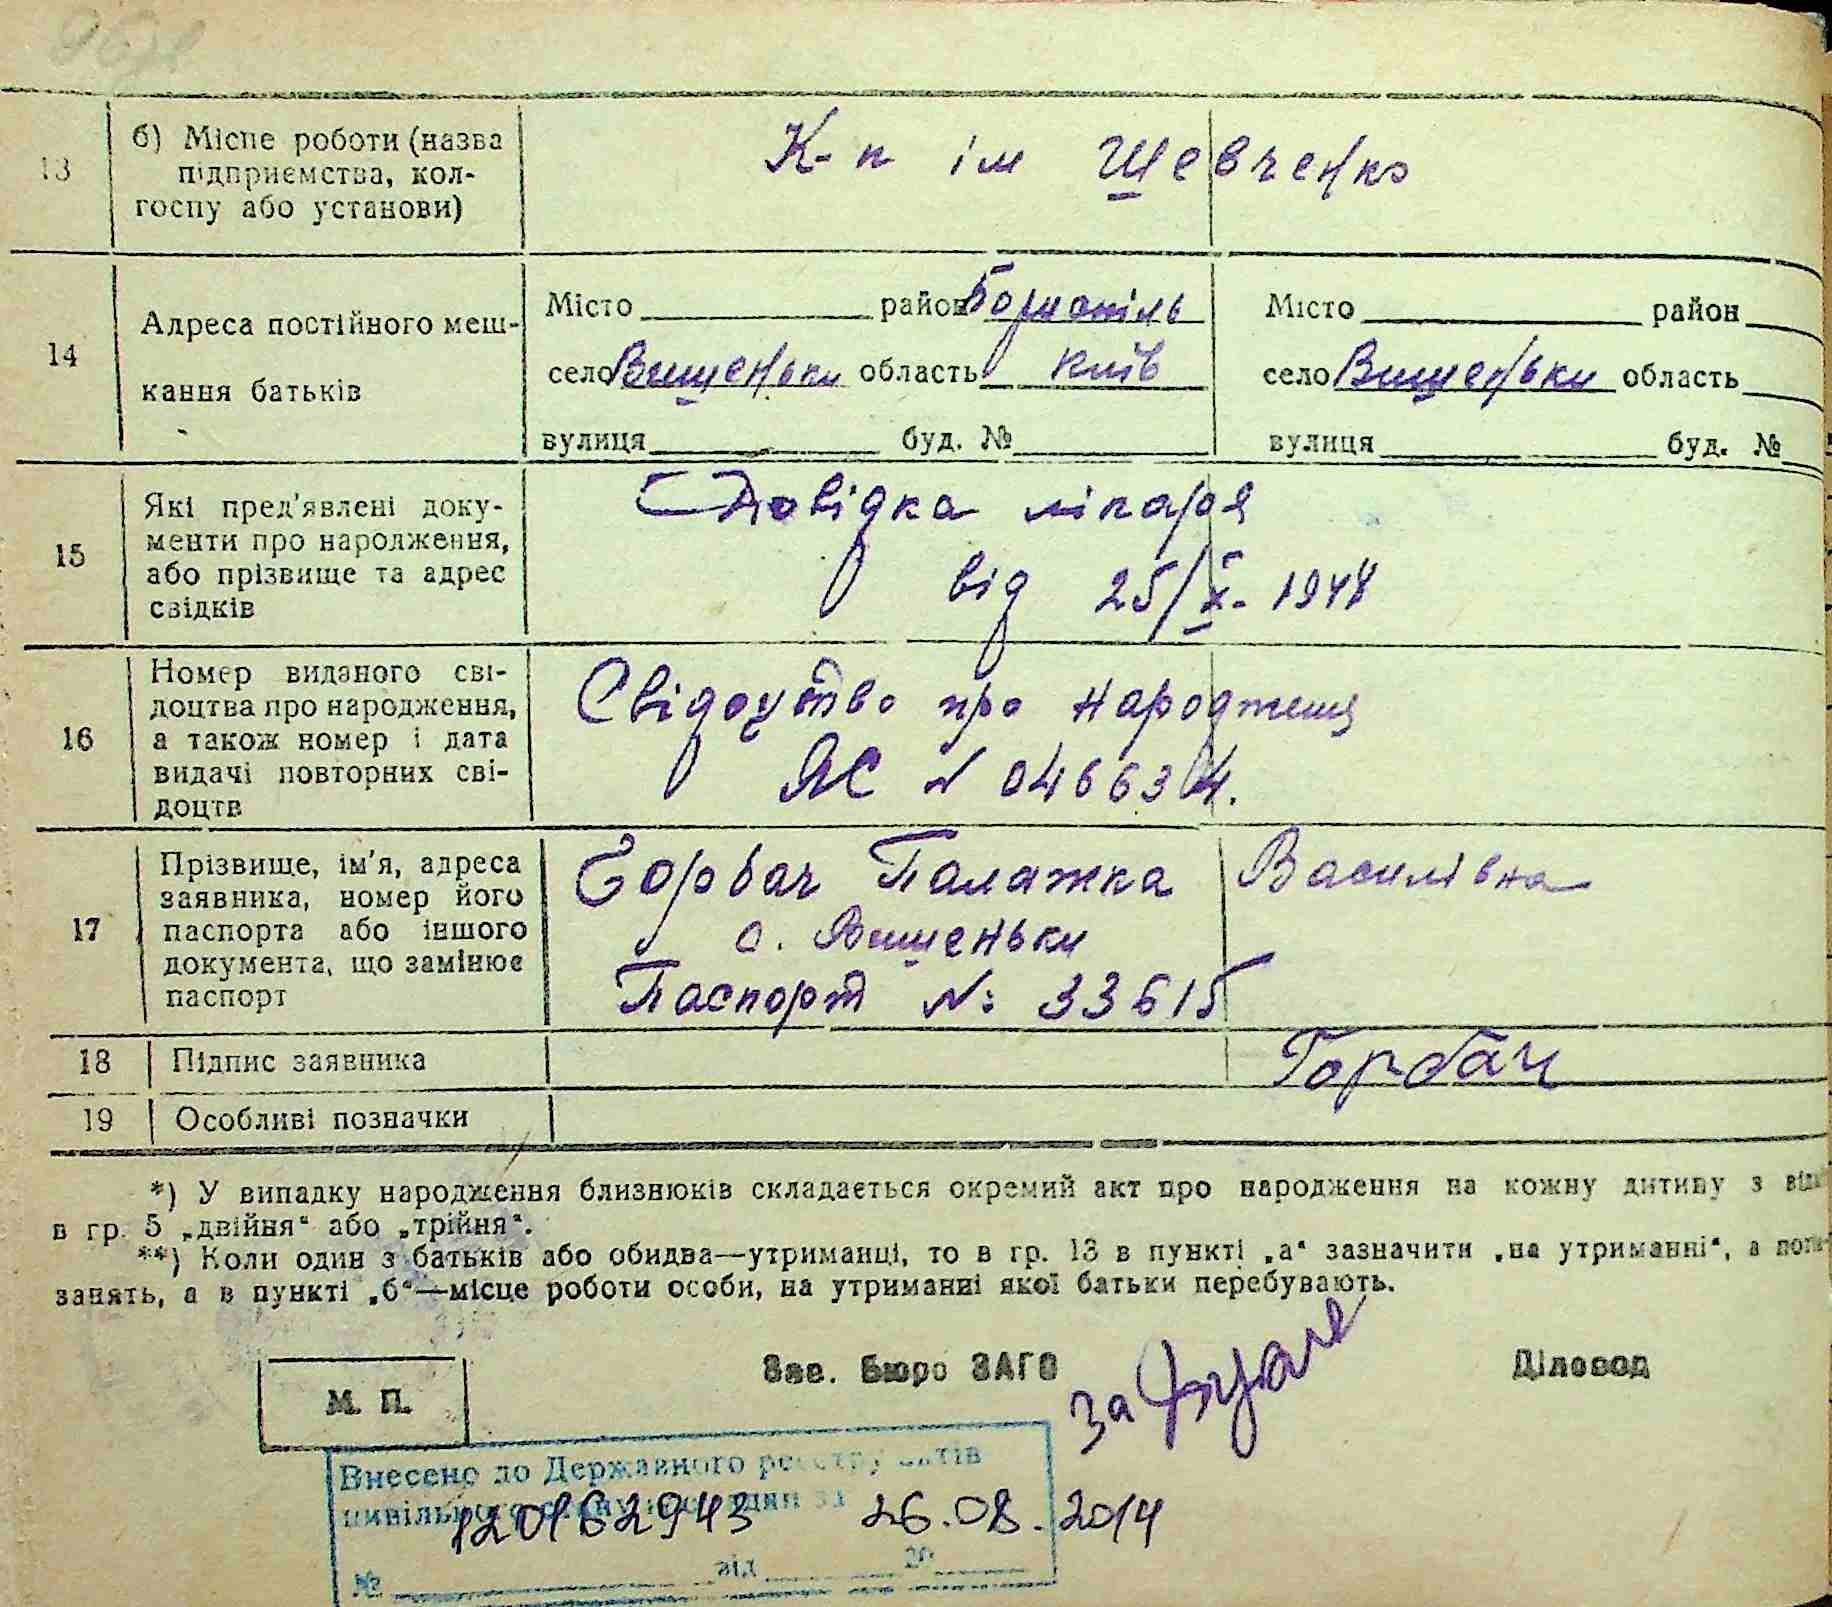 13
б) Місце роботи (назва
підприємства, кол-
госпу або установи)
К-п ім Шевченко
14
Адреса постійного меш-
кання батьків
Місто район Бориспіль
село Вишеньки область Київ
вулиця буд. №
Місто район
село Вишеньки область
вулиця буд. №
15
Які пред'явлені доку-
менти про народження,
або прізвище та адрес
свідків
Довідка лікаря
від 25/X- 1948
16
Номер виданого сві-
доцтва про народження,
а також номер і дата
видачі повторних сві-
доцтв
Свідоцтво про народження
ЯС № 046634.
17
Прізвище, ім'я, адреса
заявника, номер його
паспорта або іншого
документа, що замінює
паспорт
Горбач Палажка Василівна
с. Вишеньки
Паспорт №: 33615
18
Підпис заявника
Горбач
19
Особливі позначки
*) У випадку народження близнюків складається окремий акт про народження на кожну дитину з
в гр. 5 „двійня“ або „трійня“.
**) Коли один з батьків або обидва—утриманці, то в гр. 13 в пункті „а“ зазначити „на утриманні“, а
занять, а в пункті „б“—місце роботи особи, на утриманні якої батьки перебувають.
Зав. Бюро ЗАГС
за
Діловод
М. П.
Внесено до Державного реєстру актів
цивільного стану громадян за
1201862943 26.08.2014
№ від 20